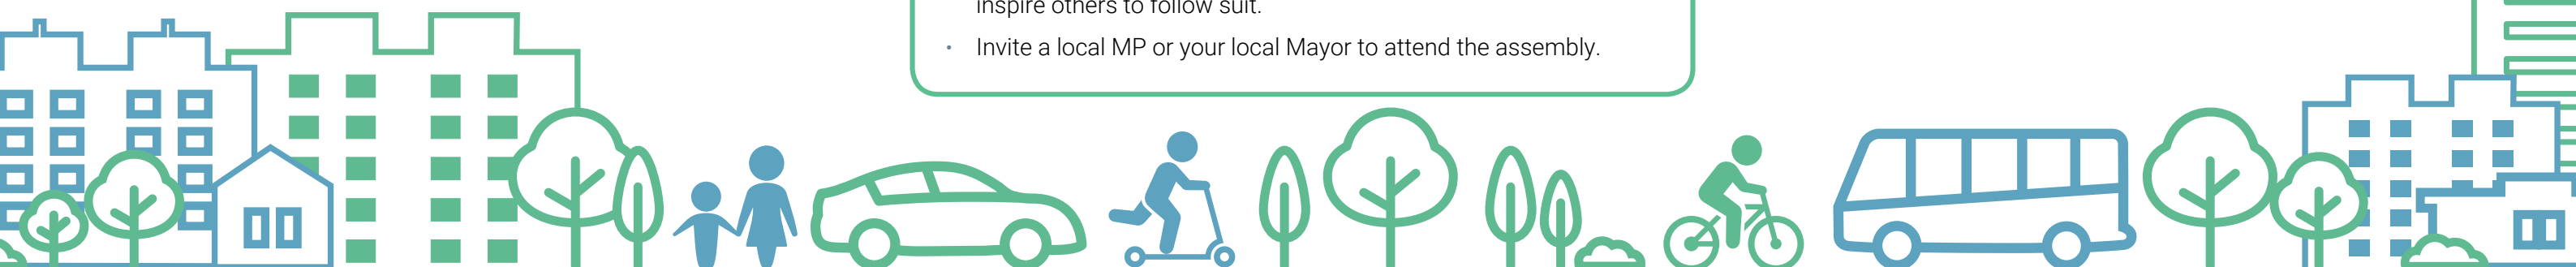 inspire others to follow suit.
• Invite a local MP or your local Mayor to attend the assembly.